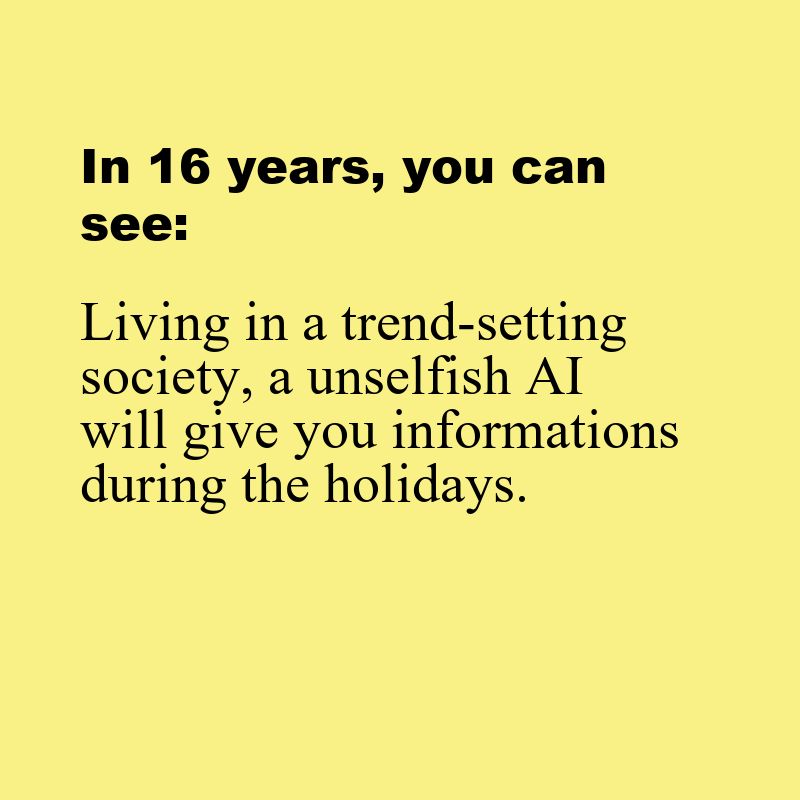 In 16 years, you can
see:
Living in a trend-setting
society, a unselfish AI
will give you informations
during the holidays.